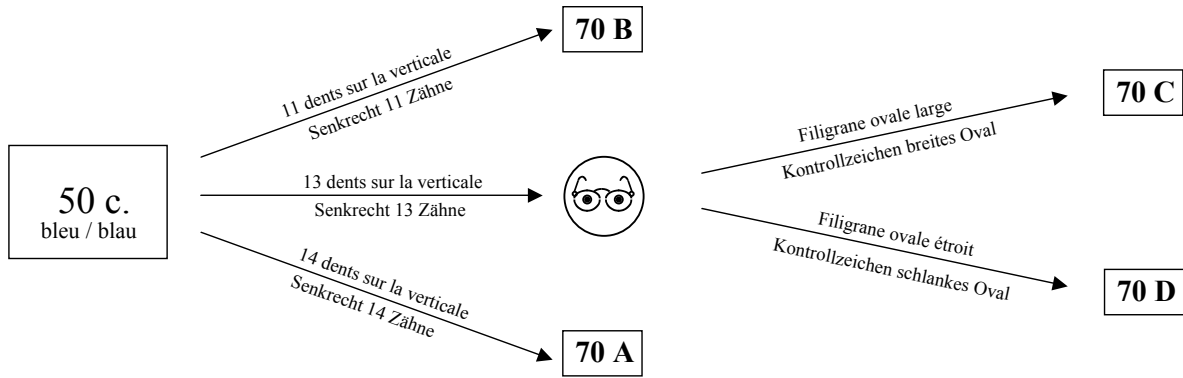 50 c.
bleu / blau
11 dents sur la verticale
Senkrecht 11 Zähne
70 B
13 dents sur la verticale
Senkrecht 13 Zähne
14 dents sur la verticale
Senkrecht 14 Zähne
70 A
Filigrane ovale large
Kontrollzeichen breites Oval
70 C
Filigrane ovale étroit
Kontrollzeichen schlankes Oval
70 D